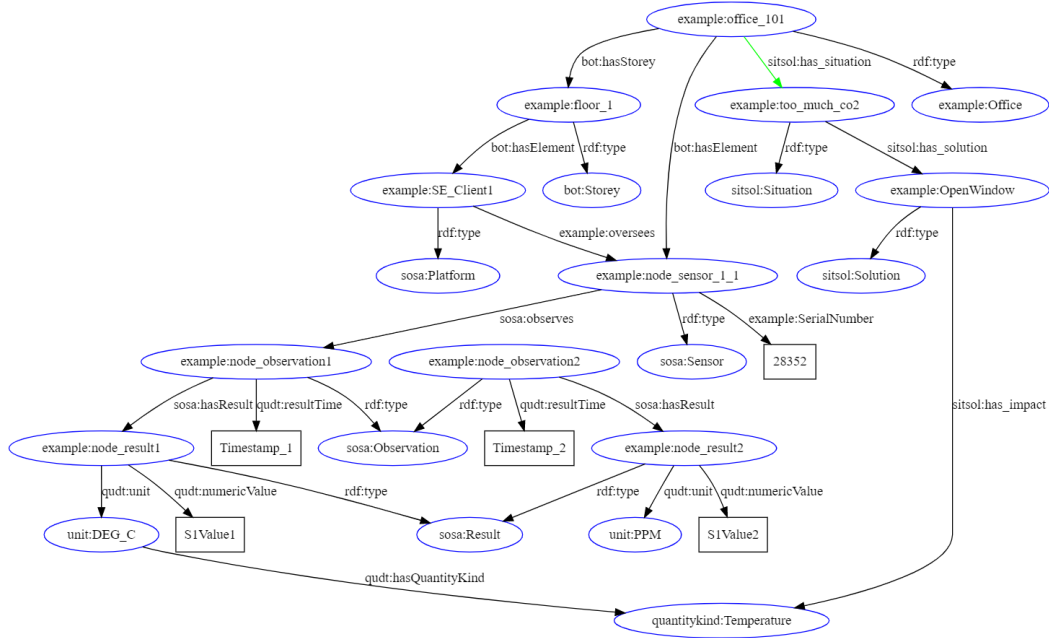 example:office_101
bot:hasStorey
sitsol:has_situation
rdf:type
example:floor_1
example:too_much_co2
example:Office
bot:hasElement
rdf:type
bot:hasElement
rdf:type
sitsol:has_solution
example:SE_Client1
bot:Storey
sitsol:Situation
example:OpenWindow
rdf:type
example:oversees
rdf:type
sosa:Platform
example:node_sensor_1_1
sitsol:Solution
sosa:observes
rdf:type
example:SerialNumber
example:node_observation1
example:node_observation2
sosa:Sensor
28352
sosa:hasResult
qudt:resultTime
rdf:type
rdf:type
qudt:resultTime
sosa:hasResult
sitsol:has_impact
example:node_result1
Timestamp_1
sosa:Observation
Timestamp_2
example:node_result2
qudt:unit
qudt:numericValue
rdf:type
rdf:type
qudt:unit
qudt:numericValue
unit:DEG_C
S1Value1
sosa:Result
unit:PPM
S1Value2
qudt:hasQuantityKind
quantitykind:Temperature